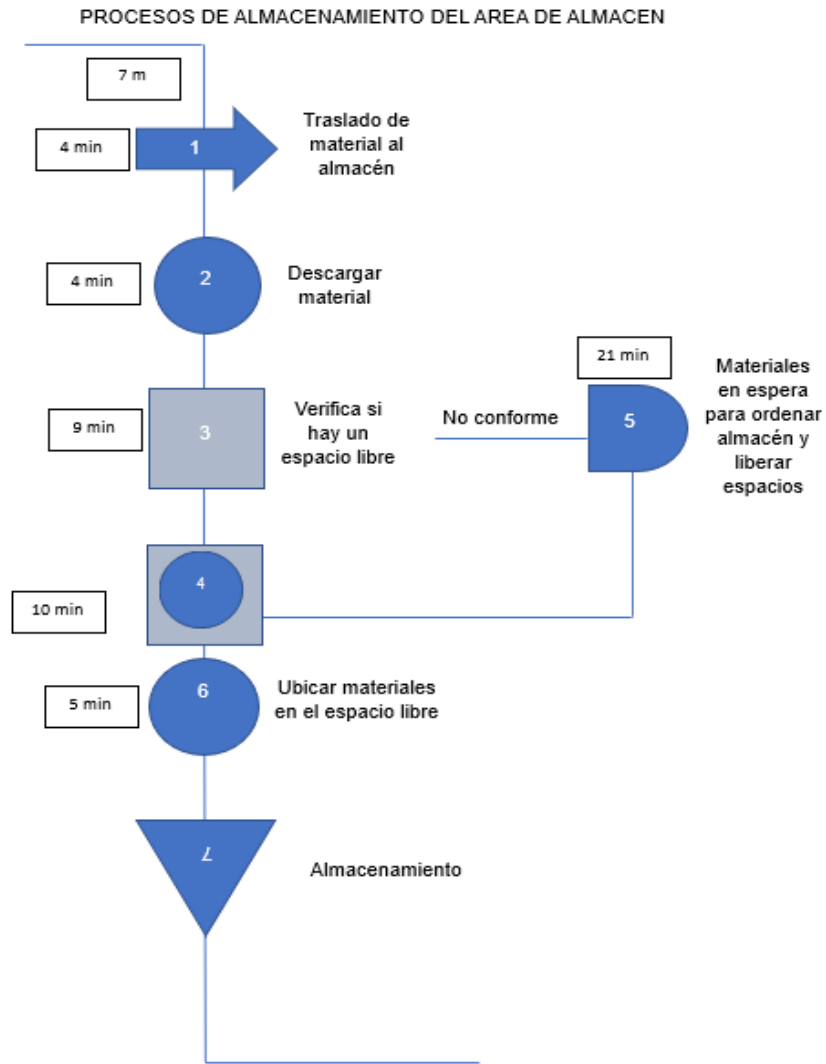 PROCESOS DE ALMACENAMIENTO DEL AREA DE ALMACEN
7 m
4 min
1
Traslado de
material al
almacén
4 min
2
Descargar
material
9 min
3
Verifica si
hay un
espacio libre
No conforme
21 min
5
Materiales
en espera
para ordenar
almacén y
liberar
espacios
10 min
4
5 min
6
Ubicar materiales
en el espacio libre
7
Almacenamiento